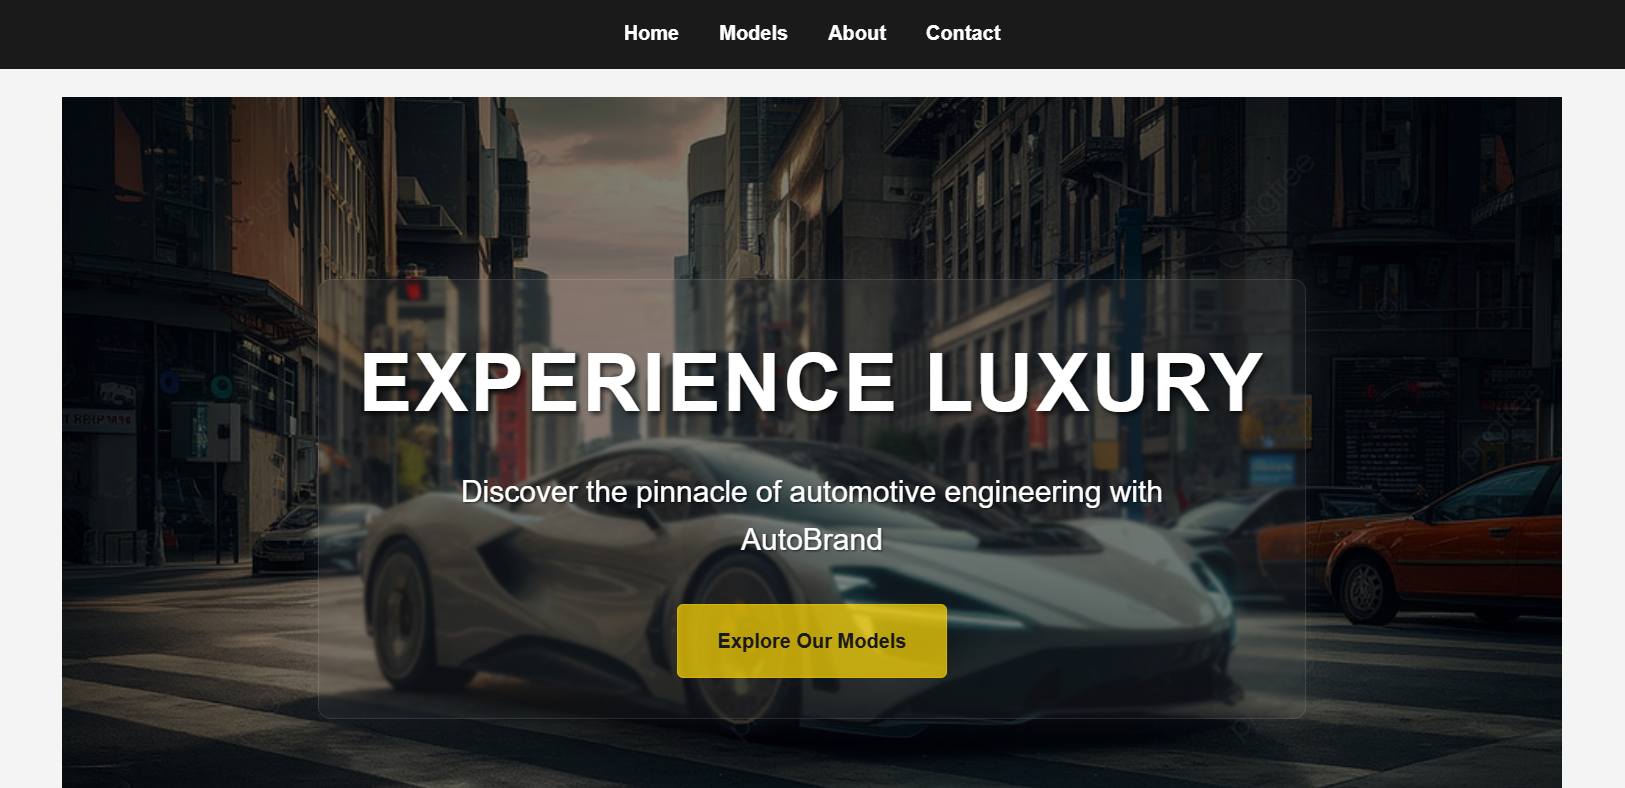 Home Models About Contact
EXPERIENCE LUXURY
Discover the pinnacle of automotive engineering with
AutoBrand
Explore Our Models